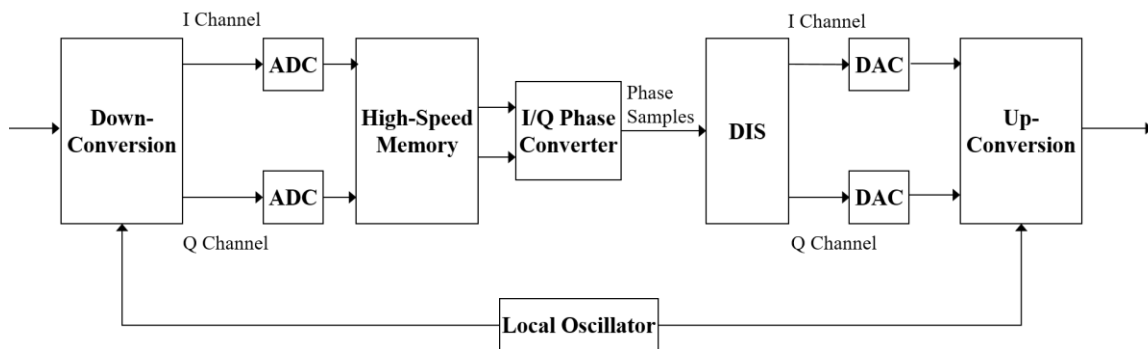 I Channel
I Channel
ADC
DAC
Down-
Conversion
High-Speed
Memory
I/Q Phase
Converter
Phase
Samples
DIS
Up-
Conversion
ADC
DAC
Q Channel
Q Channel
Local Oscillator